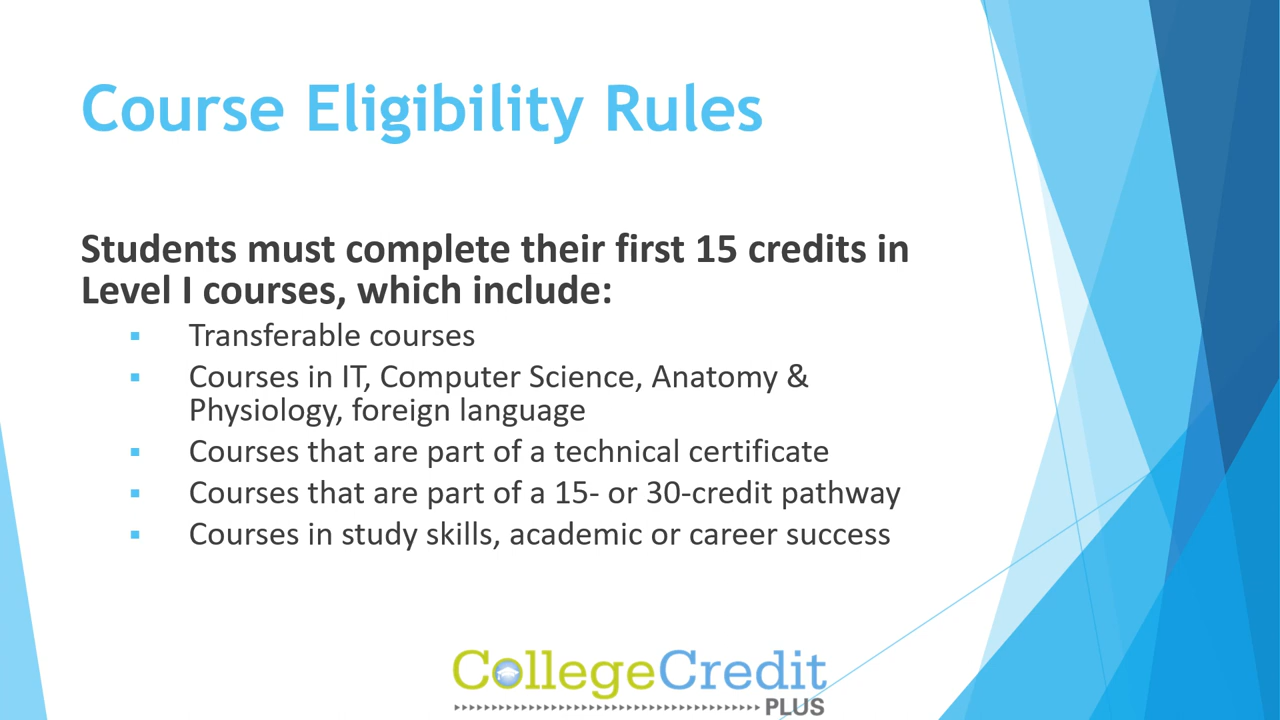 Course Eligibility Rules
Students must complete their first 15 credits in
Level I courses, which include:
▪ Transferable courses
▪ Courses in IT, Computer Science, Anatomy &
Physiology, foreign language
▪ Courses that are part of a technical certificate
▪ Courses that are part of a 15- or 30-credit pathway
▪ Courses in study skills, academic or career success
CollegeCredit
PLUS